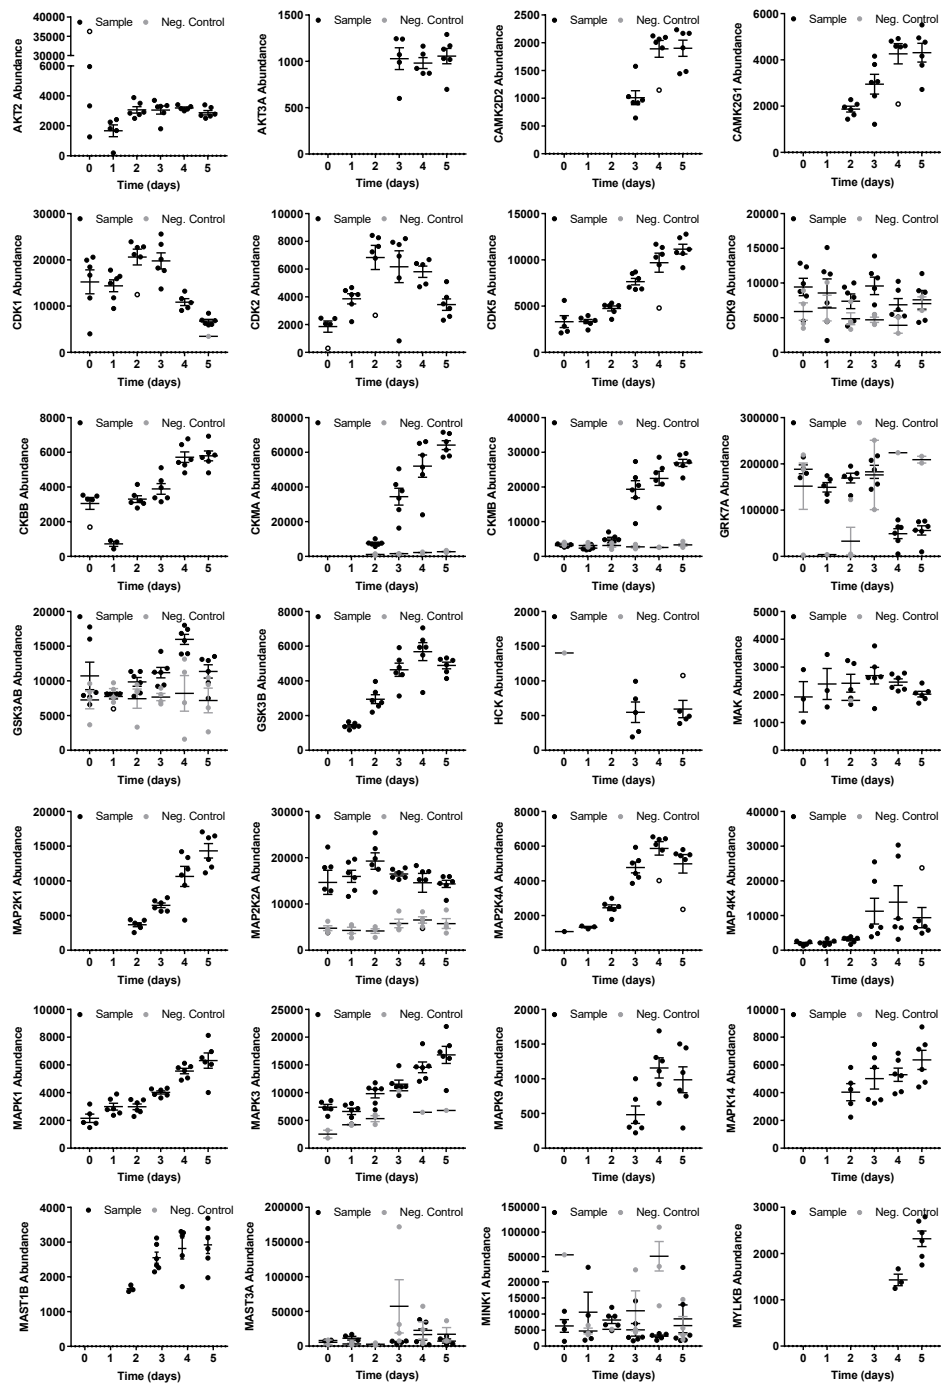 Sample Neg. Control
40000
35000
30000
6000
4000
2000
0
AKT2 Abundance
0 1 2 3 4 5
Time (days)
Sample Neg. Control
1500
1000
500
0
AKT3A Abundance
0 1 2 3 4 5
Time (days)
Sample Neg. Control
2500
2000
1500
1000
500
0
CAMK2D2 Abundance
0 1 2 3 4 5
Time (days)
Sample Neg. Control
6000
4000
2000
0
CAMK2G1 Abundance
0 1 2 3 4 5
Time (days)
Sample Neg. Control
30000
20000
10000
0
CDK1 Abundance
0 1 2 3 4 5
Time (days)
Sample Neg. Control
10000
8000
6000
4000
2000
0
CDK2 Abundance
0 1 2 3 4 5
Time (days)
Sample Neg. Control
15000
10000
5000
0
CDK5 Abundance
0 1 2 3 4 5
Time (days)
Sample Neg. Control
20000
15000
10000
5000
0
CDK9 Abundance
0 1 2 3 4 5
Time (days)
Sample Neg. Control
8000
6000
4000
2000
0
CKBB Abundance
0 1 2 3 4 5
Time (days)
Sample Neg. Control
80000
60000
40000
20000
0
CKMA Abundance
0 1 2 3 4 5
Time (days)
Sample Neg. Control
40000
30000
20000
10000
0
CKMB Abundance
0 1 2 3 4 5
Time (days)
Sample Neg. Control
300000
200000
100000
0
GRK7A Abundance
0 1 2 3 4 5
Time (days)
Sample Neg. Control
20000
15000
10000
5000
0
GSK3AB Abundance
0 1 2 3 4 5
Time (days)
Sample Neg. Control
8000
6000
4000
2000
0
GSK3B Abundance
0 1 2 3 4 5
Time (days)
Sample Neg. Control
2000
1500
1000
500
0
HCK Abundance
0 1 2 3 4 5
Time (days)
Sample Neg. Control
5000
4000
3000
2000
1000
0
MAK Abundance
0 1 2 3 4 5
Time (days)
Sample Neg. Control
20000
15000
10000
5000
0
MAP2K1 Abundance
0 1 2 3 4 5
Time (days)
Sample Neg. Control
30000
20000
10000
0
MAP2K2A Abundance
0 1 2 3 4 5
Time (days)
Sample Neg. Control
8000
6000
4000
2000
0
MAP2K4A Abundance
0 1 2 3 4 5
Time (days)
Sample Neg. Control
40000
30000
20000
10000
0
MAP4K4 Abundance
0 1 2 3 4 5
Time (days)
Sample Neg. Control
10000
8000
6000
4000
2000
0
MAPK1 Abundance
0 1 2 3 4 5
Time (days)
Sample Neg. Control
25000
20000
15000
10000
5000
0
MAPK3 Abundance
0 1 2 3 4 5
Time (days)
Sample Neg. Control
2000
1500
1000
500
0
MAPK9 Abundance
0 1 2 3 4 5
Time (days)
Sample Neg. Control
10000
8000
6000
4000
2000
0
MAPK14 Abundance
0 1 2 3 4 5
Time (days)
Sample Neg. Control
4000
3000
2000
1000
0
MAST1B Abundance
0 1 2 3 4 5
Time (days)
Sample Neg. Control
200000
150000
100000
50000
0
MAST3A Abundance
0 1 2 3 4 5
Time (days)
Sample Neg. Control
150000
100000
50000
20000
15000
10000
5000
0
MINK1 Abundance
0 1 2 3 4 5
Time (days)
Sample Neg. Control
3000
2000
1000
0
MYLKB Abundance
0 1 2 3 4 5
Time (days)